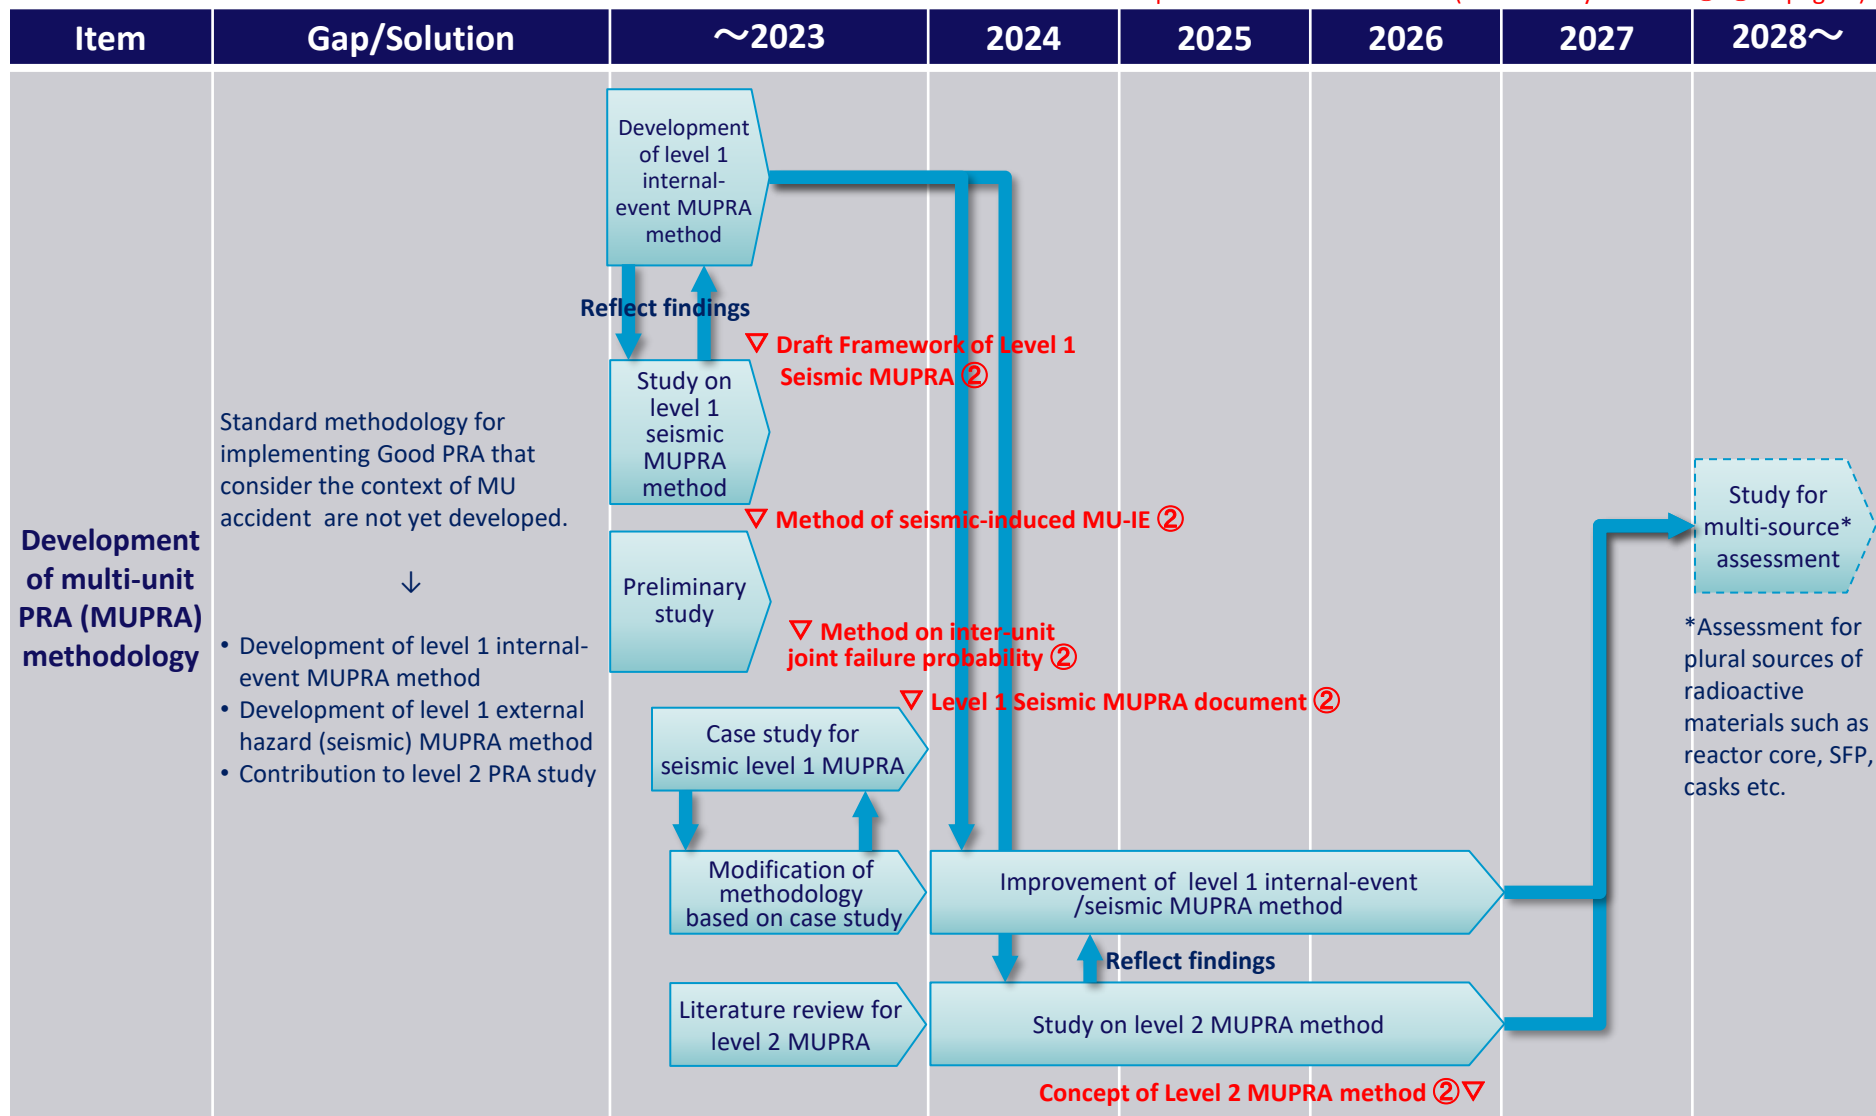 Item
Gap/Solution
～2023
2024
2025
2026
2027
2028～
Development
of multi-unit
PRA (MUPRA)
methodology
Standard methodology for
implementing Good PRA that
consider the context of MU
accident are not yet developed.
↓
• Development of level 1 internal-
event MUPRA method
• Development of level 1 external
hazard (seismic) MUPRA method
• Contribution to level 2 PRA study
Development
of level 1
internal-
event MUPRA
method
Reflect findings
▽ Draft Framework of Level 1
Seismic MUPRA ②
Study on
level 1
seismic
MUPRA
method
▽ Method of seismic-induced MU-IE ②
Preliminary
study
▽ Method on inter-unit
joint failure probability ②
▽ Level 1 Seismic MUPRA document ②
Case study for
seismic level 1 MUPRA
Modification of
methodology
based on case study
Improvement of level 1 internal-event
/seismic MUPRA method
Reflect findings
Literature review for
level 2 MUPRA
Study on level 2 MUPRA method
Concept of Level 2 MUPRA method ②▽
Study for
multi-source*
assessment
*Assessment for
plural sources of
radioactive
materials such as
reactor core, SFP,
casks etc.